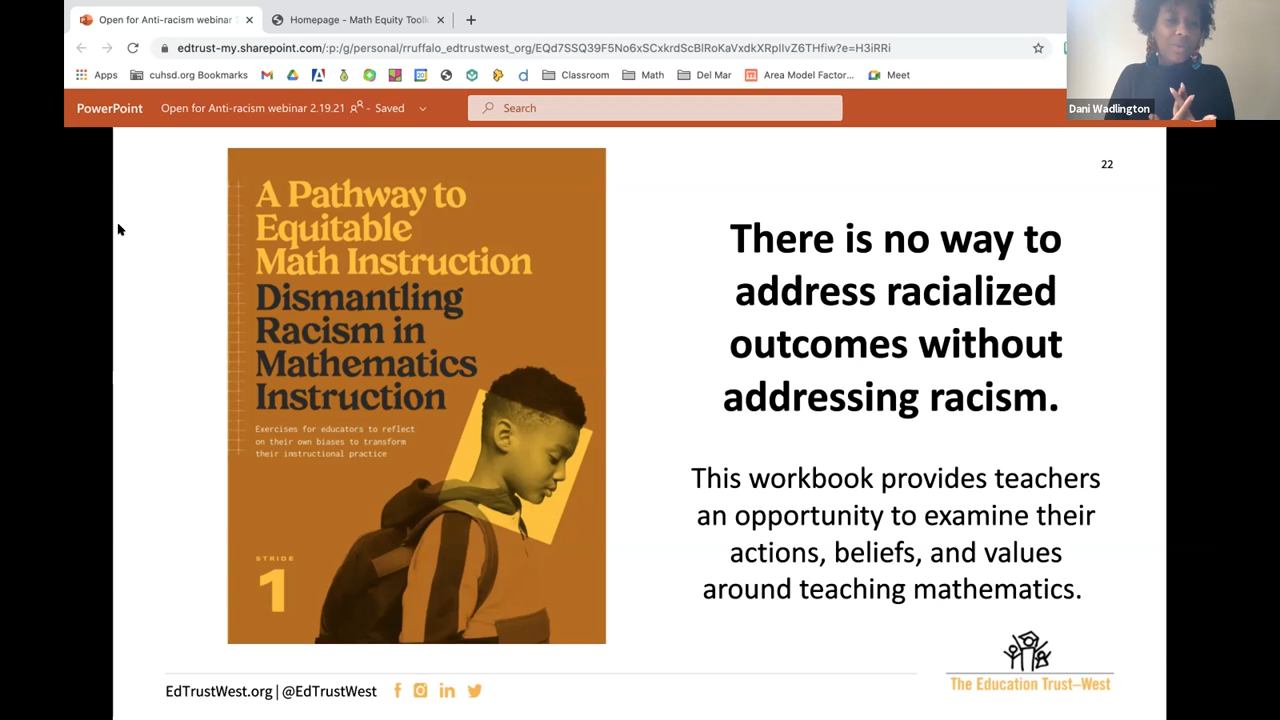 Open for Anti-racism webinar 2
Homepage - Math Equity Toolk
edtrust-my.sharepoint.com/:p:/g/personal/rruffalo_edtrustwest_org/EQd7SSQ39F5No6xSCxkrdScBlRoKaVxdkXRplIvZ6THfiw?e=H3iRRi
Apps
cuhsd.org Bookmarks
Classroom
Math
Del Mar
Area Model Factor...
Meet
Dani Wadlington
PowerPoint
Open for Anti-racism webinar 2.19.21
- Saved
Search
22
A Pathway to
Equitable
Math Instruction
Dismantling
Racism in
Mathematics
Instruction
Exercises for educators to reflect
on their own biases to transform
their instructional practice
STRIDE
1
There is no way to
address racialized
outcomes without
addressing racism.
This workbook provides teachers
an opportunity to examine their
actions, beliefs, and values
around teaching mathematics.
EdTrustWest.org | @EdTrustWest
The Education Trust–West